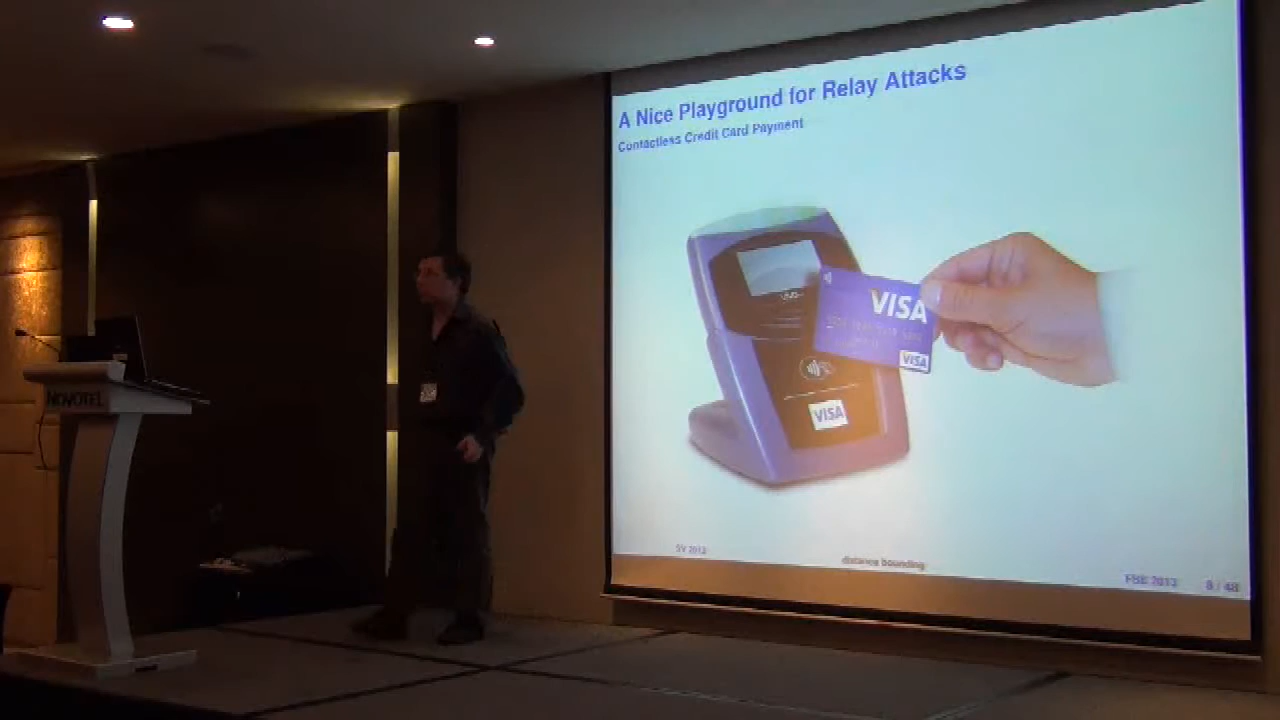 A Nice Playground for Relay Attacks
Contactless Credit Card Payment
VISA
VISA
VISA
NOVOTEL
SV 2013
distance bounding
FSE 2013
8 / 48